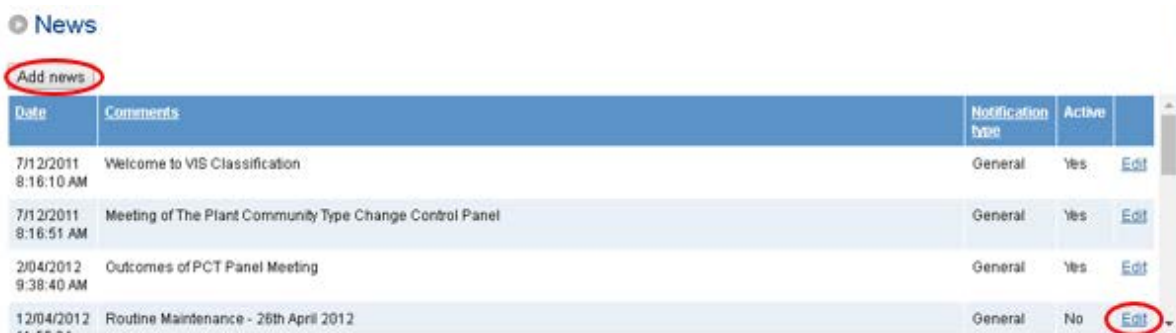 News
Add news
Date Comments Notification Active
type
7/12/2011 Welcome to VIS Classification General Yes Edit
8:16:10 AM
7/12/2011 Meeting of The Plant Community Type Change Control Panel General Yes Edit
8:16:51 AM
2/04/2012 Outcomes of PCT Panel Meeting General Yes Edit
9:38:40 AM
12/04/2012 Routine Maintenance - 26th April 2012 General No Edit